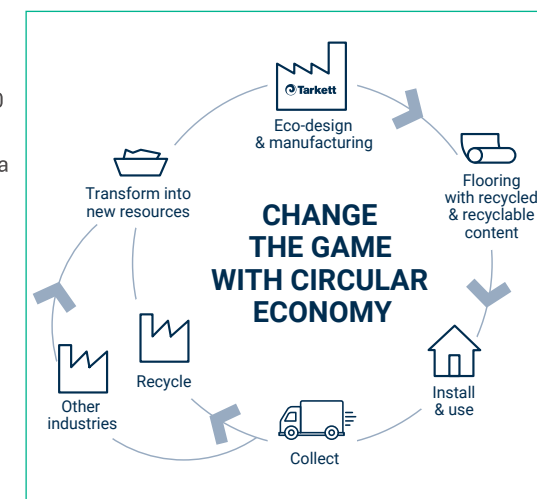 0
a
Tarkett
Eco-design
& manufacturing
Flooring
with recycled
& recyclable
content
Transform into
new resources
CHANGE
THE GAME
WITH CIRCULAR
ECONOMY
Recycle
Install
& use
Other
industries
Collect